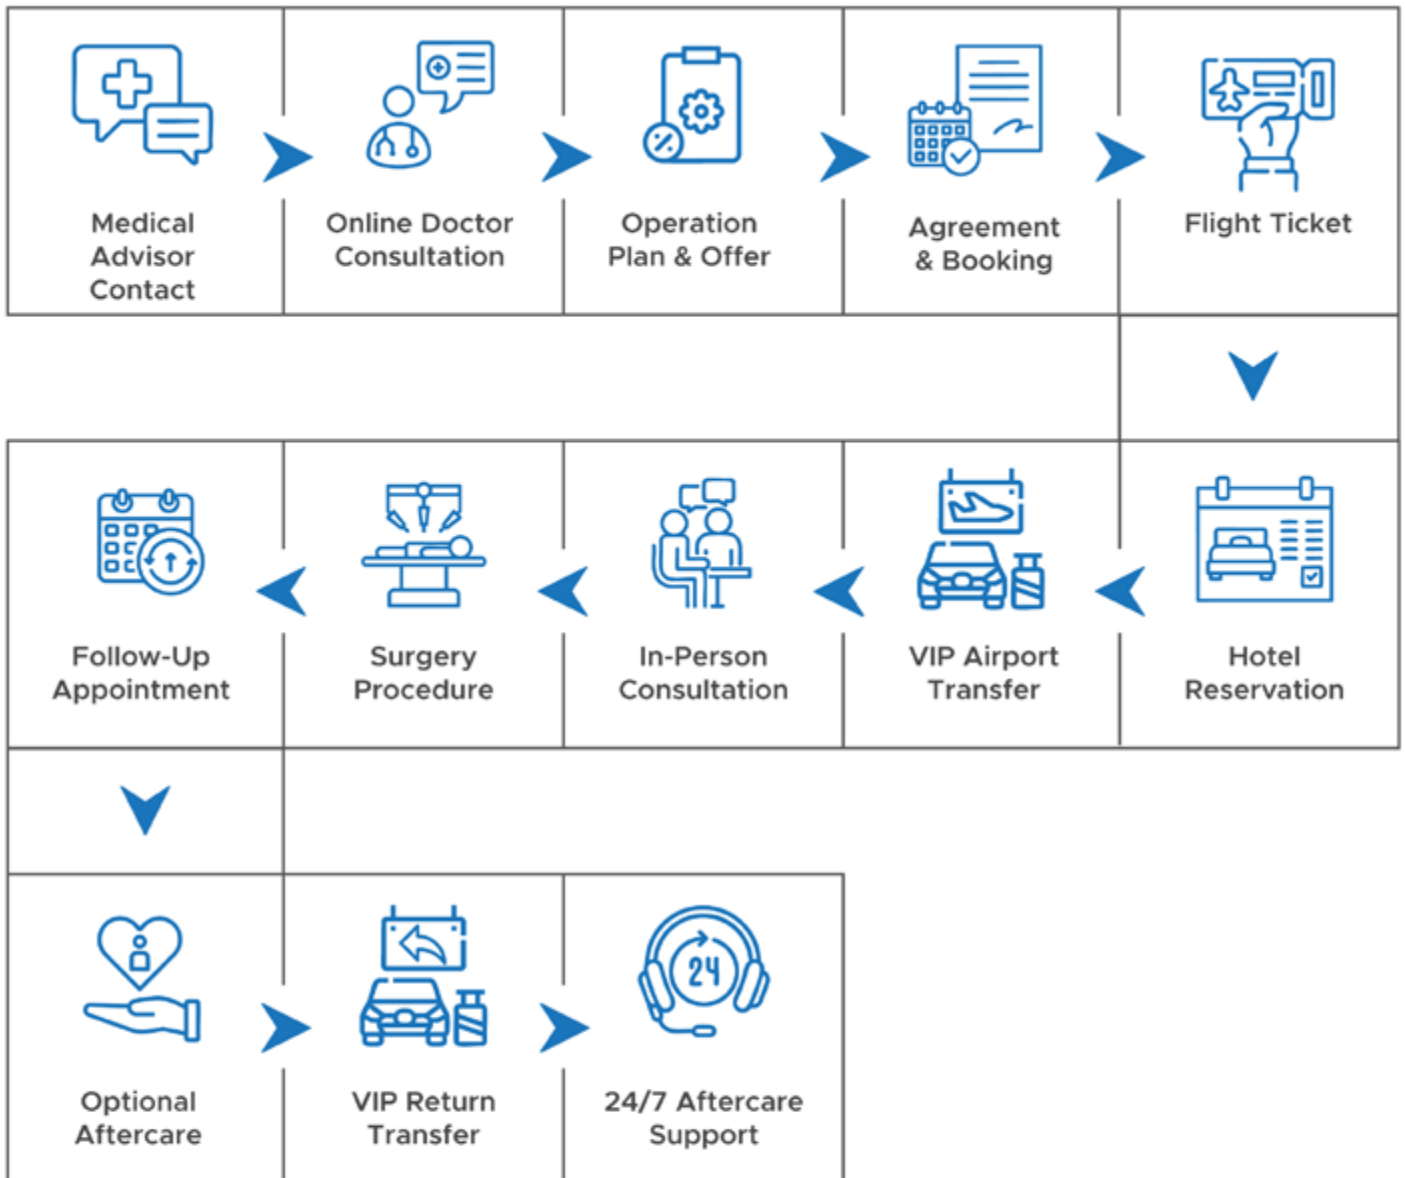 Medical
Advisor
Contact
Online Doctor
Consultation
Operation
Plan & Offer
Agreement
& Booking
Flight Ticket
Hotel
Reservation
VIP Airport
Transfer
In-Person
Consultation
Surgery
Procedure
Follow-Up
Appointment
Optional
Aftercare
VIP Return
Transfer
24
24/7 Aftercare
Support